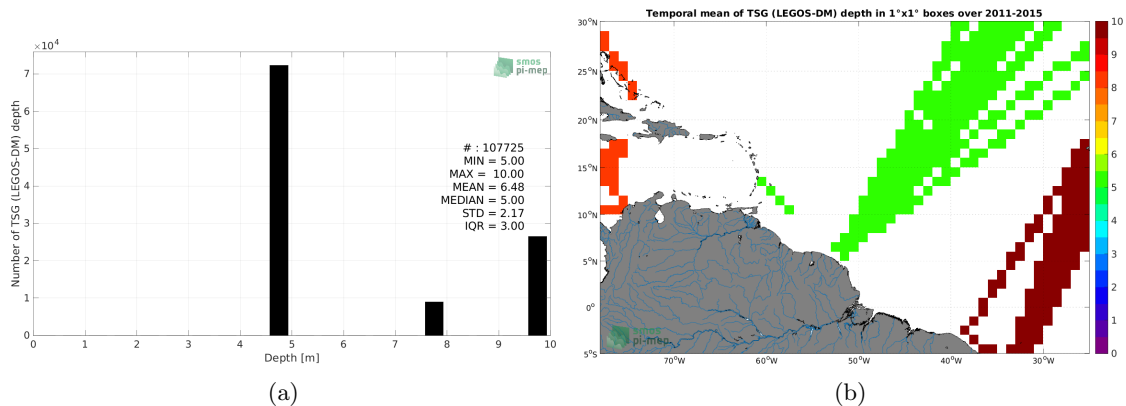 ×10⁴
7
6
5
4
3
2
1
0
Number of TSG (LEGOS-DM) depth
smos
pi-mep
# : 107725
MIN = 5.00
MAX = 10.00
MEAN = 6.48
MEDIAN = 5.00
STD = 2.17
IQR = 3.00
0 1 2 3 4 5 6 7 8 9 10
Depth [m]
(a)
Temporal mean of TSG (LEGOS-DM) depth in 1°x1° boxes over 2011-2015
30°N
25°N
20°N
15°N
10°N
5°N
0°
5°S
smos
pi-mep
70°W 60°W 50°W 40°W 30°W
10
9
8
7
6
5
4
3
2
1
0
(b)